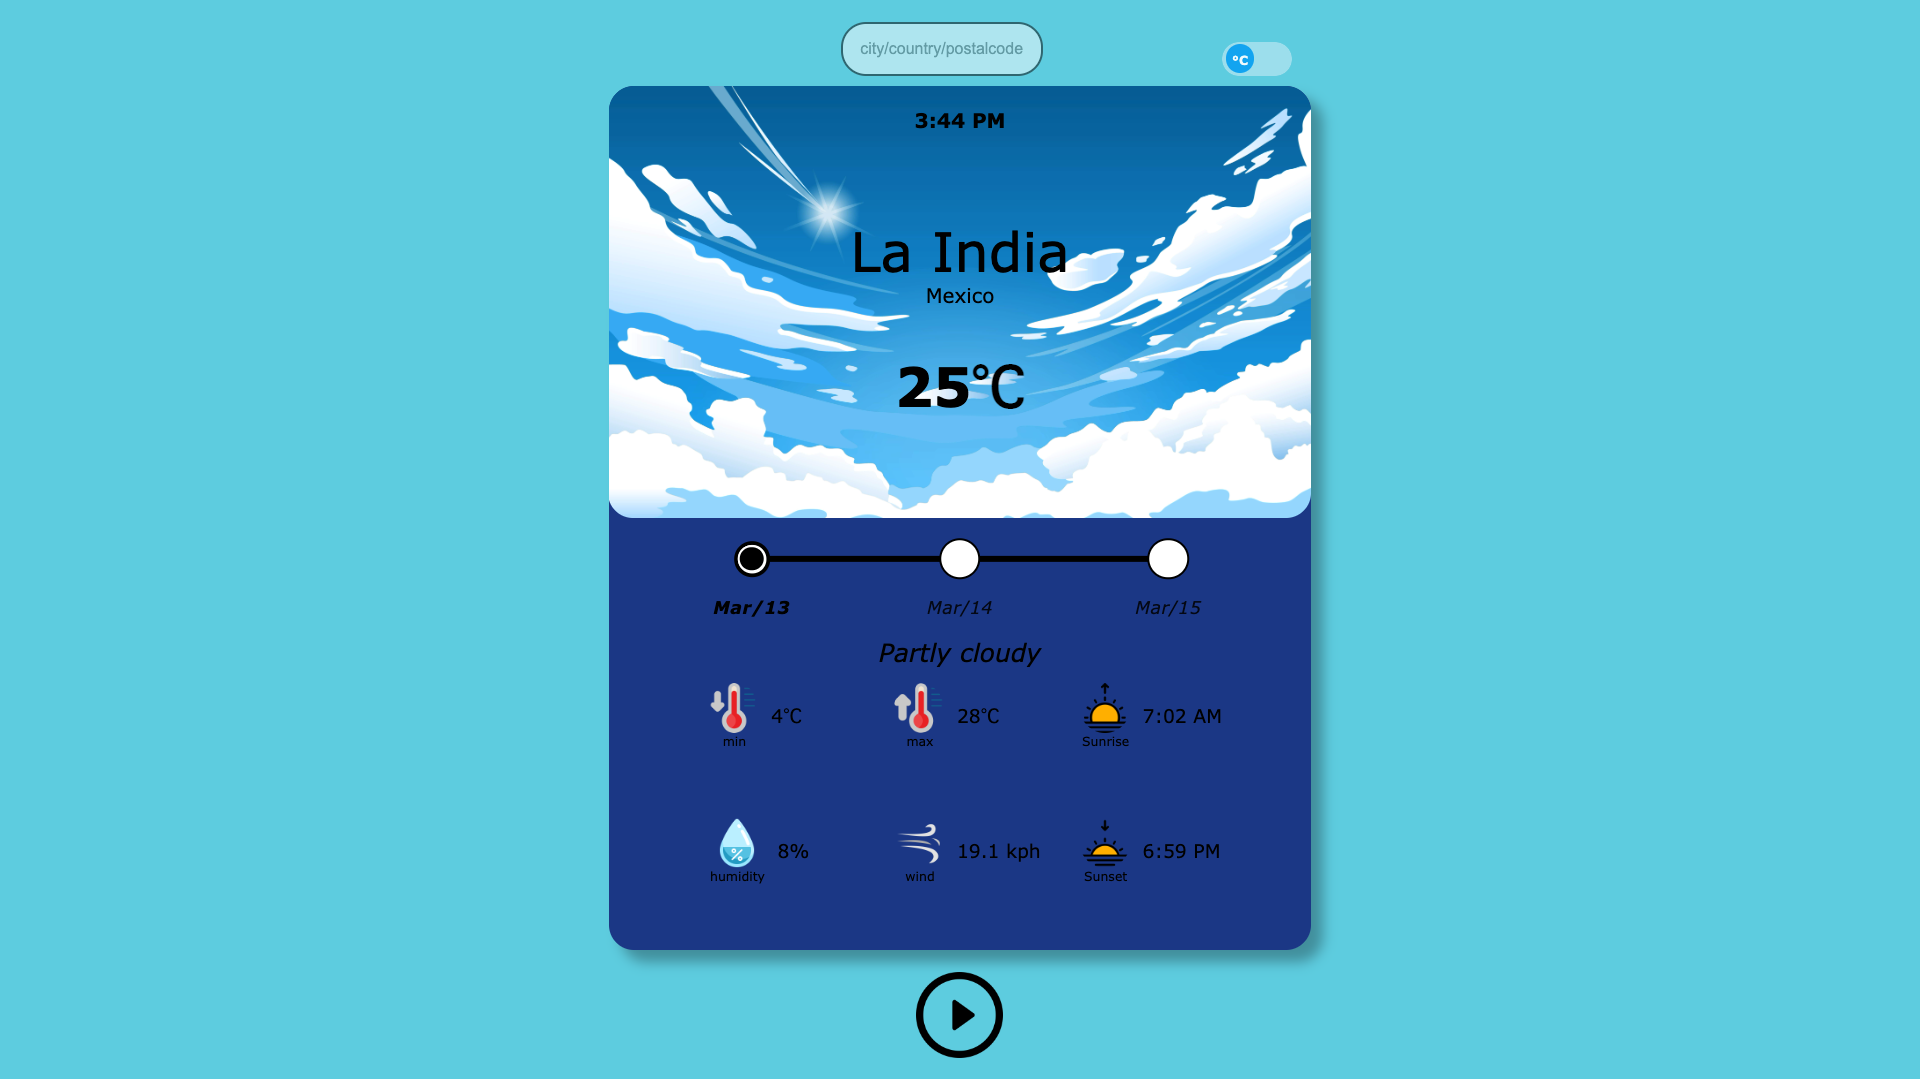 city/country/postalcode
°C
3:44 PM
La India
Mexico
25°C
Mar/13
Mar/14
Mar/15
Partly cloudy
4°C
min
28°C
max
7:02 AM
Sunrise
8%
humidity
19.1 kph
wind
6:59 PM
Sunset